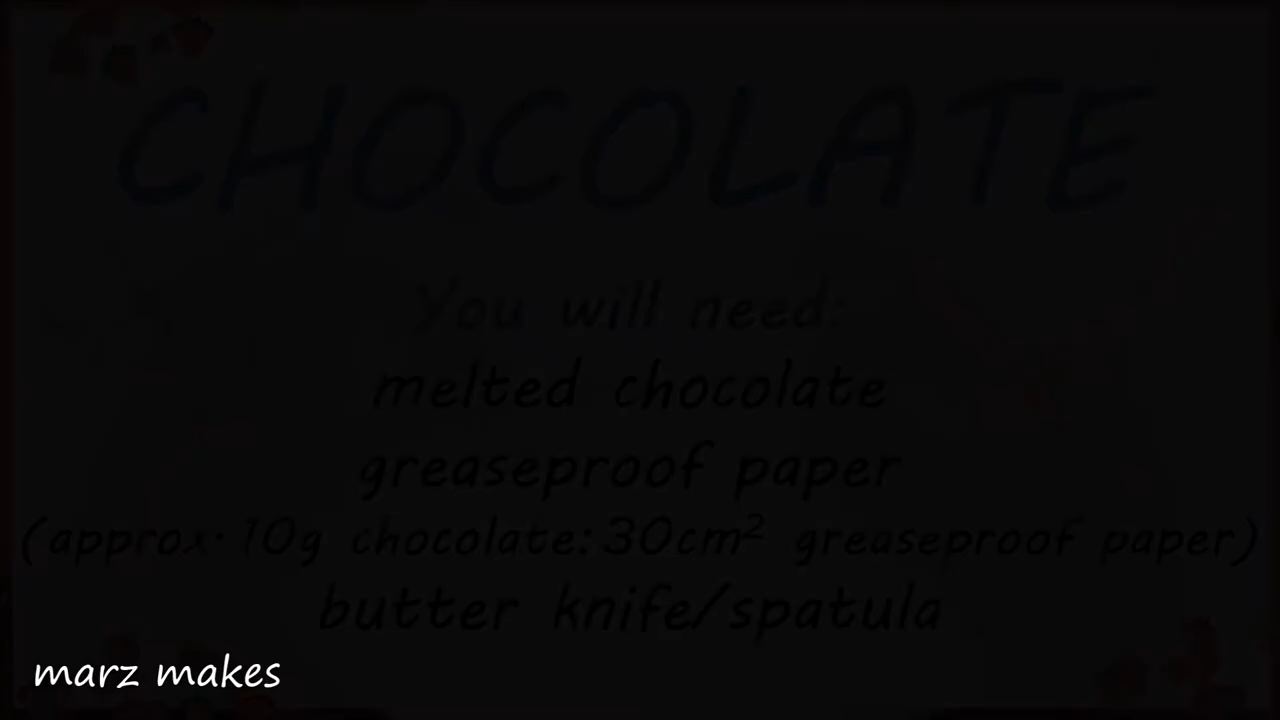 CHOCOLATE
You will need:
melted chocolate
greaseproof paper
(approx. 10g chocolate: 30cm² greaseproof paper)
butter knife/spatula
marz makes